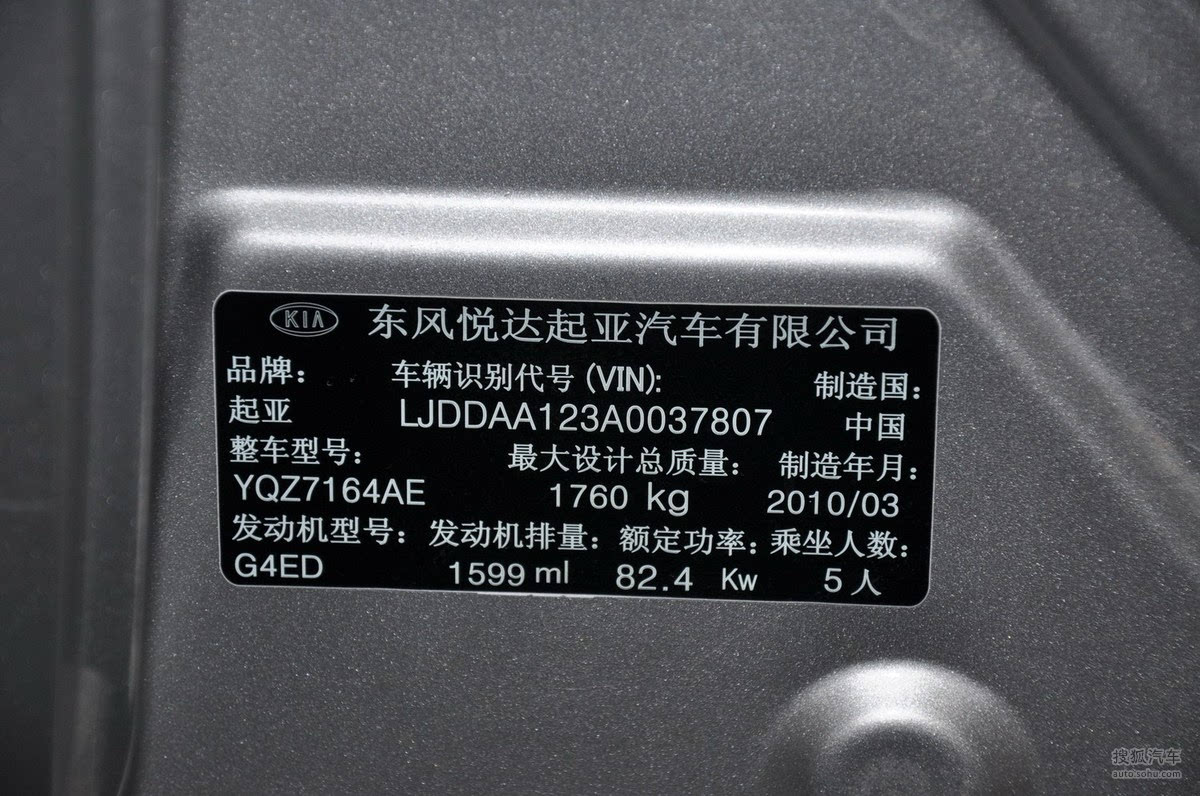 KIA 东风悦达起亚汽车有限公司
品牌： 车辆识别代号 (VIN): 制造国：
起亚 LJDDAA123A0037807 中国
整车型号： 最大设计总质量： 制造年月：
YQZ7164AE 1760 kg 2010/03
发动机型号： 发动机排量： 额定功率： 乘坐人数：
G4ED 1599 ml 82.4 Kw 5 人
搜狐汽车
auto.sohu.com